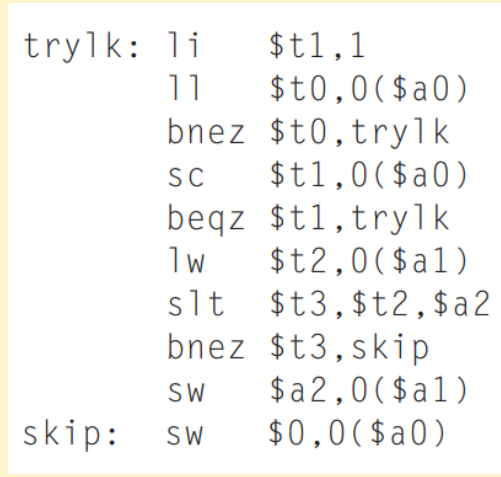 trylk: li $t1,1
ll $t0,0($a0)
bnez $t0,trylk
sc $t1,0($a0)
beqz $t1,trylk
lw $t2,0($a1)
slt $t3,$t2,$a2
bnez $t3,skip
sw $a2,0($a1)
skip: sw $0,0($a0)